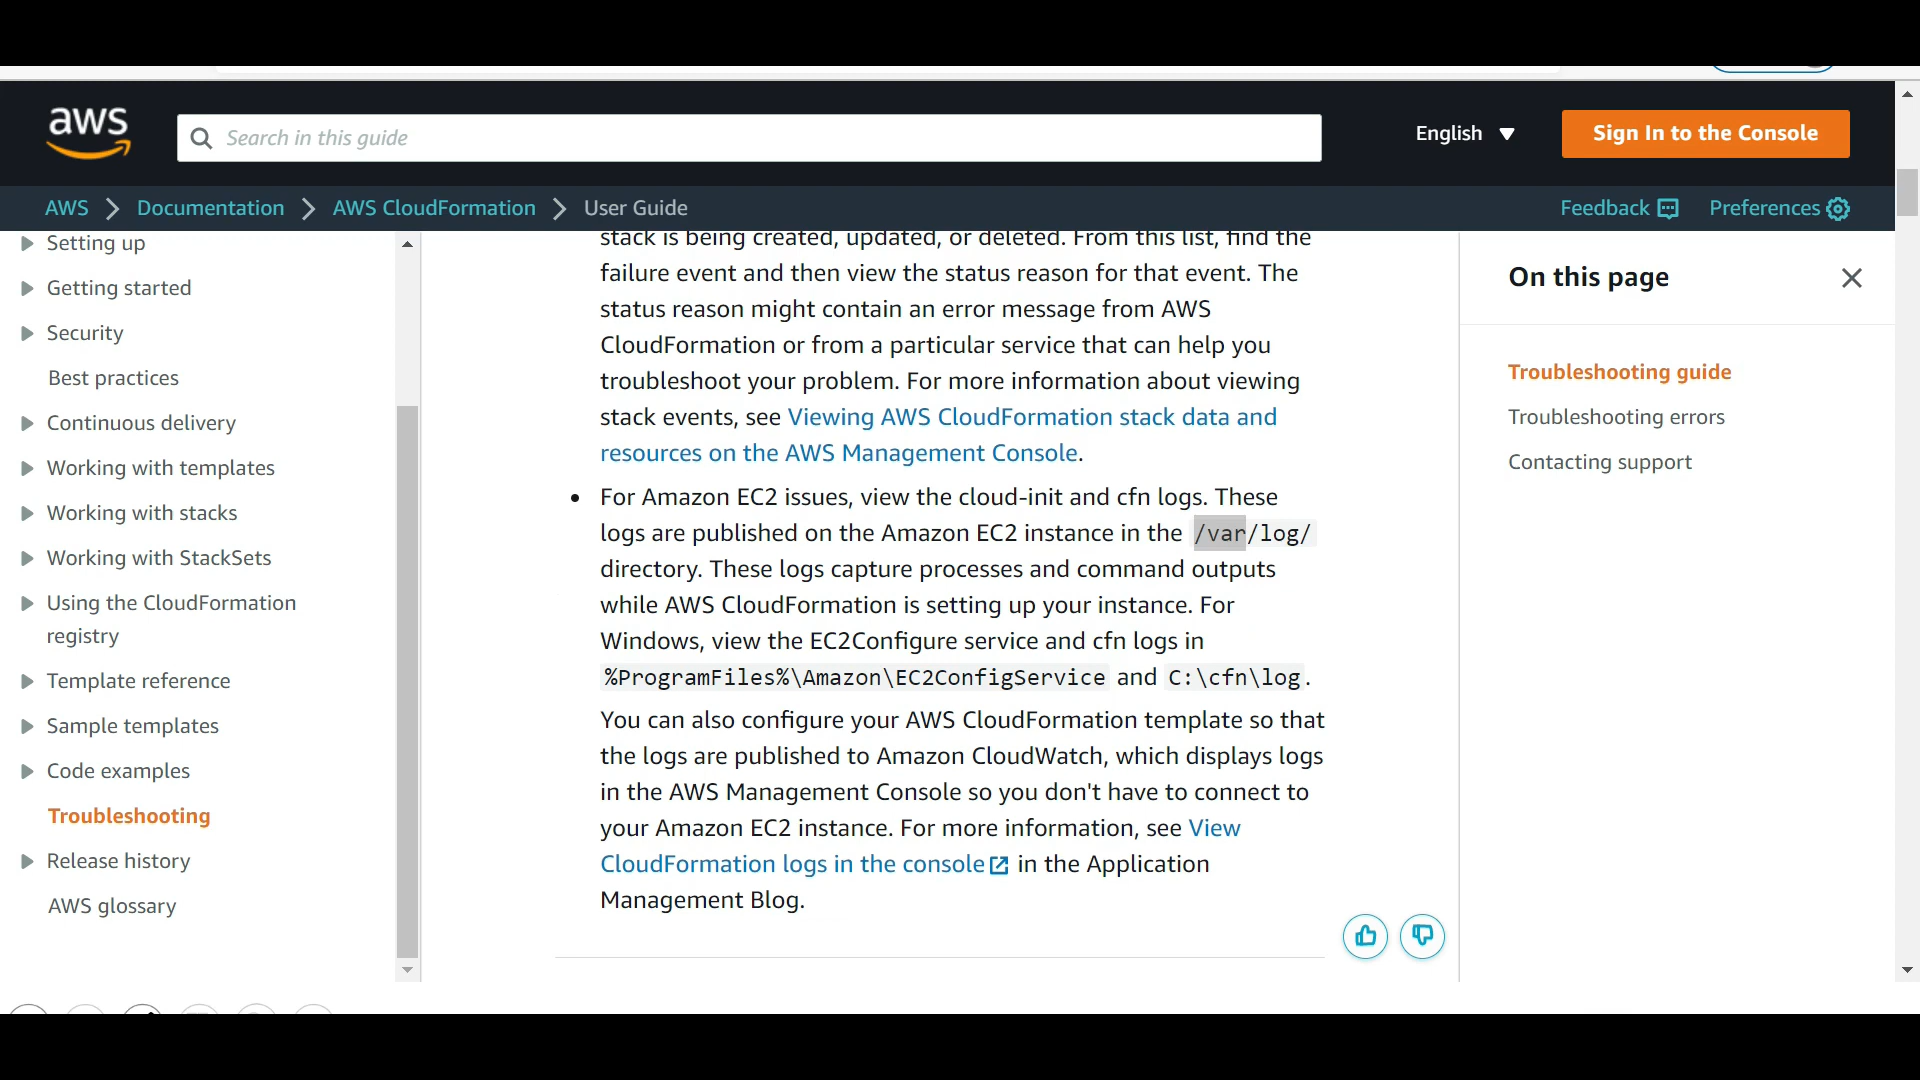 aws
Search in this guide
English
Sign In to the Console
AWS
Documentation
AWS CloudFormation
User Guide
Feedback
Preferences
Setting up
Getting started
Security
Best practices
Continuous delivery
Working with templates
Working with stacks
Working with StackSets
Using the CloudFormation
registry
Template reference
Sample templates
Code examples
Troubleshooting
Release history
AWS glossary
stack is being created, updated, or deleted. From this list, find the
failure event and then view the status reason for that event. The
status reason might contain an error message from AWS
CloudFormation or from a particular service that can help you
troubleshoot your problem. For more information about viewing
stack events, see Viewing AWS CloudFormation stack data and
resources on the AWS Management Console.
• For Amazon EC2 issues, view the cloud-init and cfn logs. These
logs are published on the Amazon EC2 instance in the /var/log/
directory. These logs capture processes and command outputs
while AWS CloudFormation is setting up your instance. For
Windows, view the EC2Configure service and cfn logs in
%ProgramFiles%\Amazon\EC2ConfigService and C:\cfn\log.
You can also configure your AWS CloudFormation template so that
the logs are published to Amazon CloudWatch, which displays logs
in the AWS Management Console so you don't have to connect to
your Amazon EC2 instance. For more information, see View
CloudFormation logs in the console in the Application
Management Blog.
On this page
Troubleshooting guide
Troubleshooting errors
Contacting support